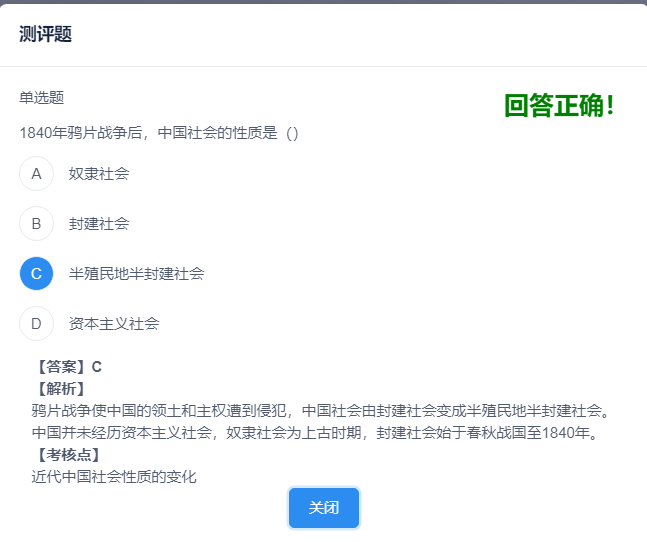 测评题
单选题
回答正确！
1840年鸦片战争后，中国社会的性质是（）
A 奴隶社会
B 封建社会
C 半殖民地半封建社会
D 资本主义社会
【答案】C
【解析】
鸦片战争使中国的领土和主权遭到侵犯，中国社会由封建社会变成半殖民地半封建社会。
中国并未经历资本主义社会，奴隶社会为上古时期，封建社会始于春秋战国至1840年。
【考核点】
近代中国社会性质的变化
关闭